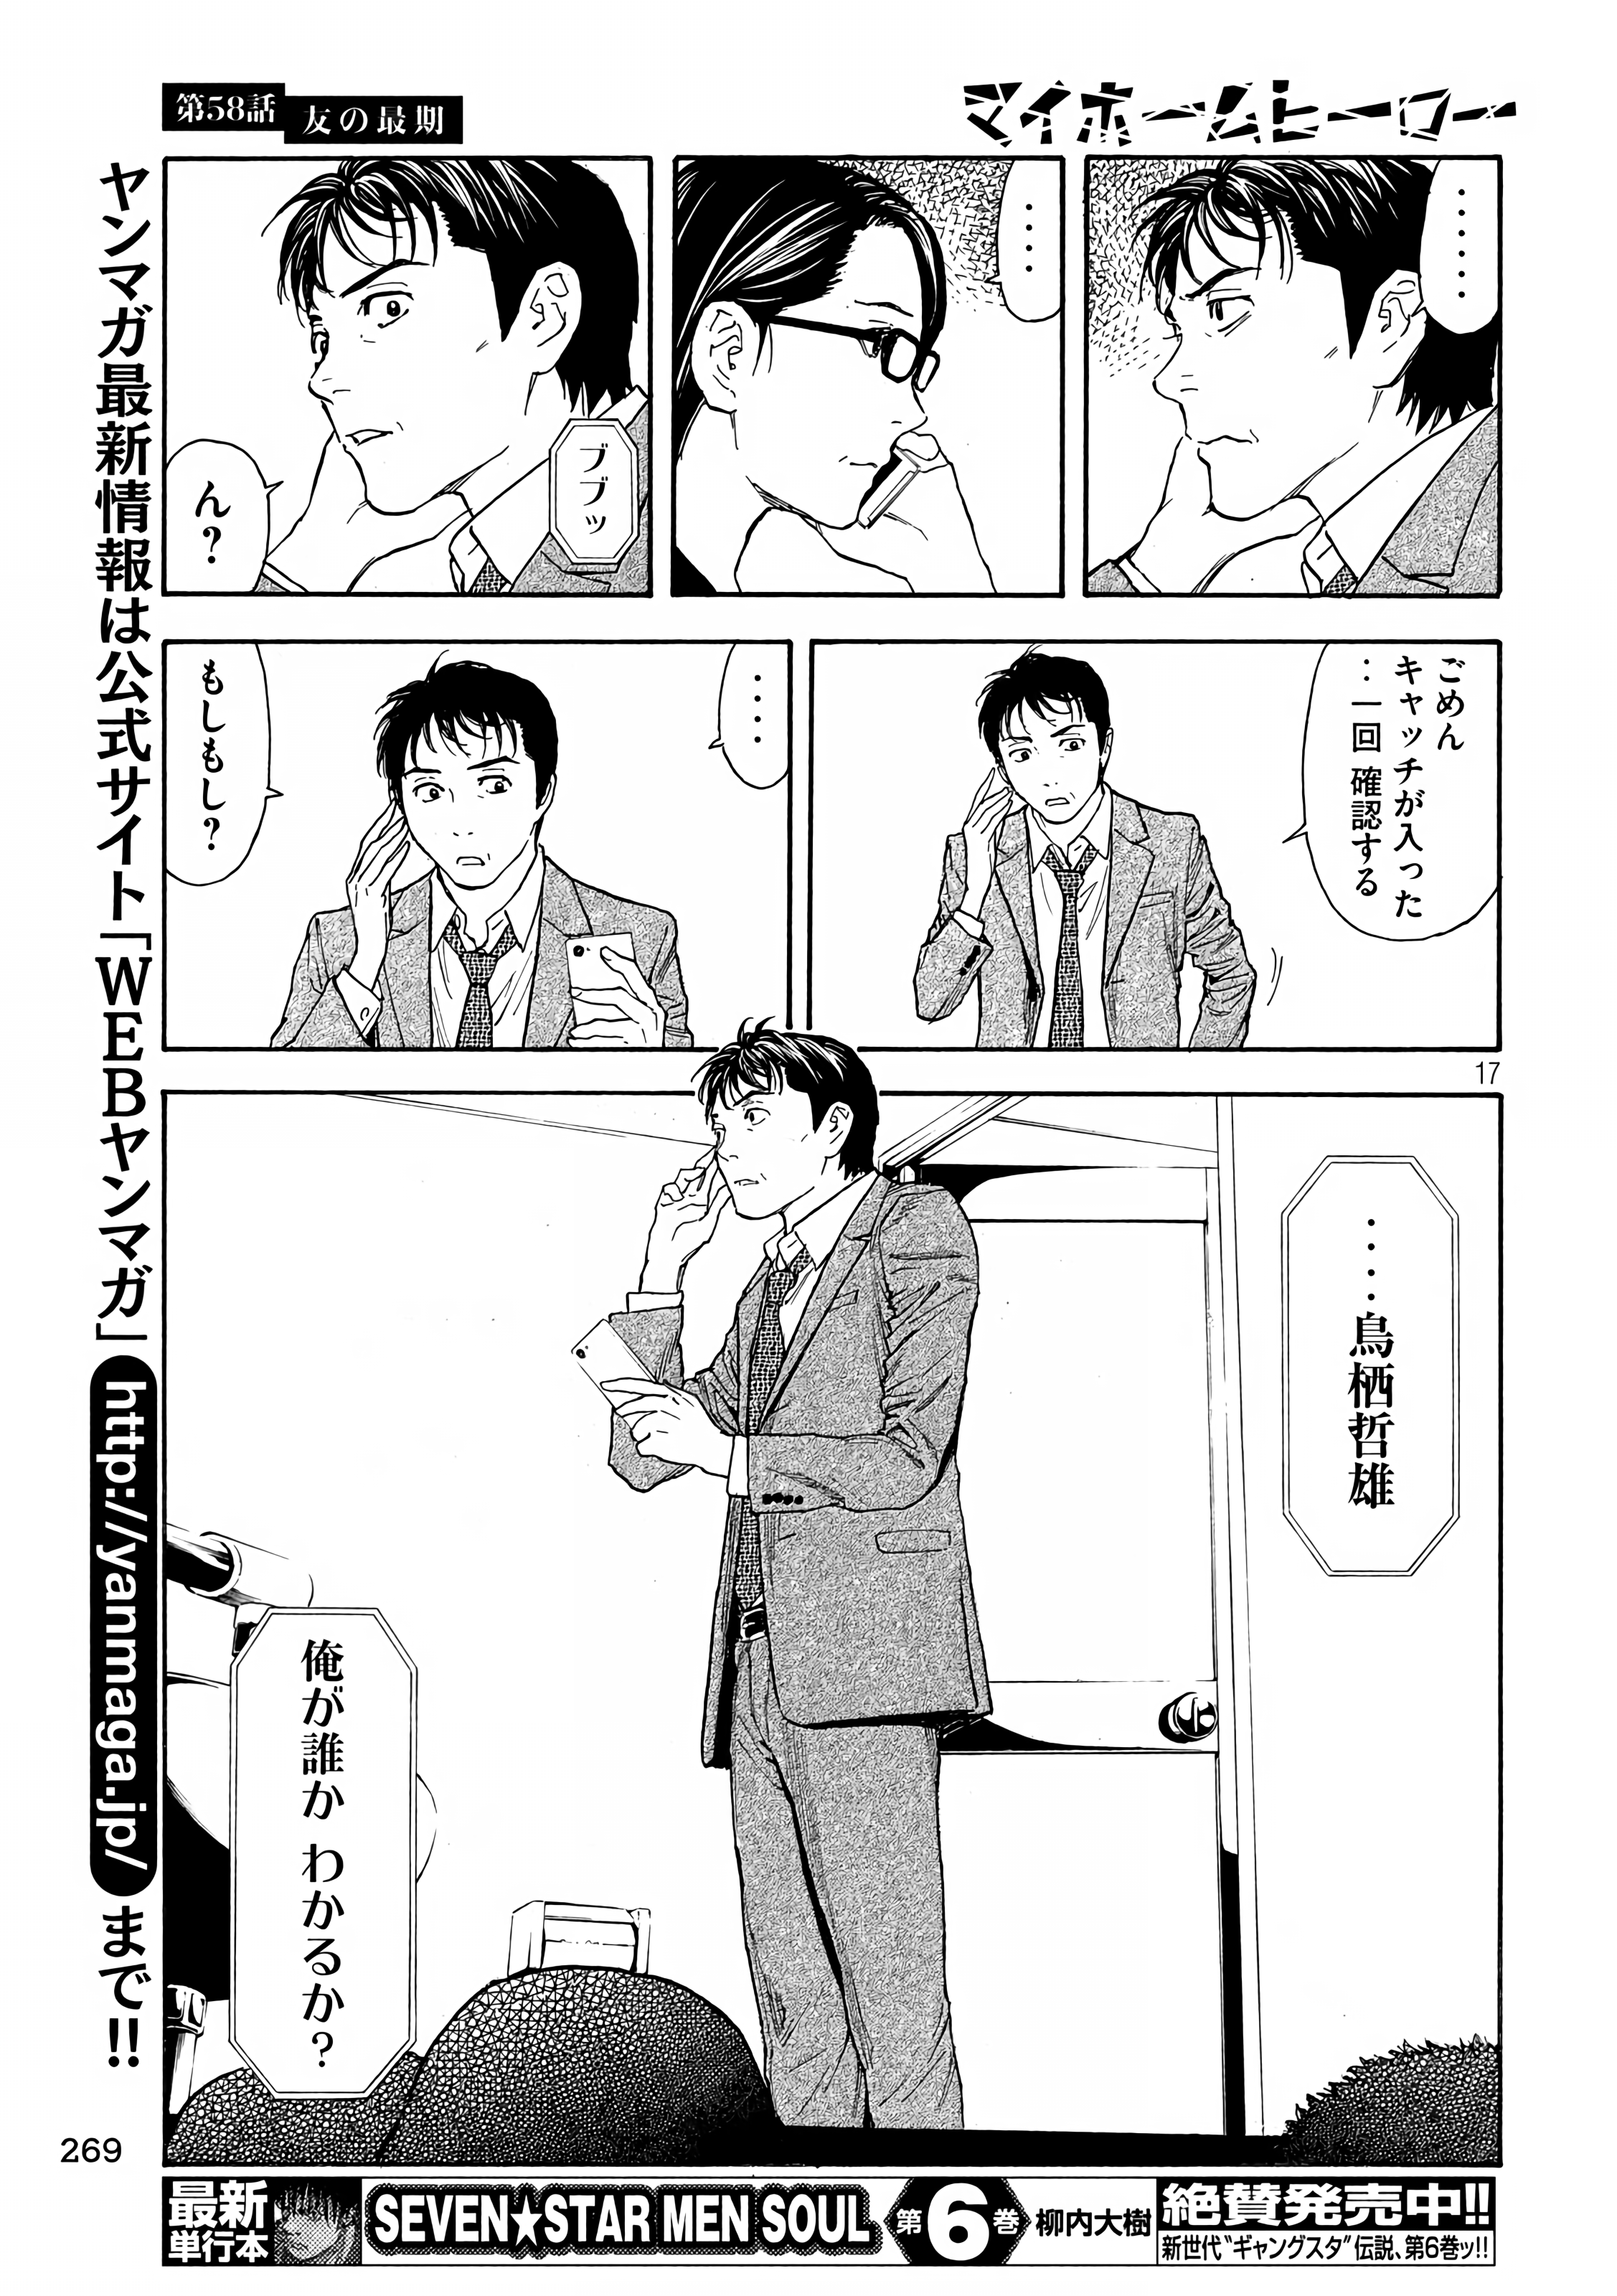 マイホームヒーロー
第58話
友の最期
‥‥‥
‥‥
ブブッ
ん？
ごめん
キャッチが入った
‥一回 確認する
‥‥
もしもし？
17
‥‥鳥栖哲雄
俺が誰か わかるか？
ヤンマガ最新情報は公式サイト「WEBヤンマガ」http://yanmaga.jp/まで!!
269
最新
単行本
SEVEN★STAR MEN SOUL
第6巻
柳内大樹
絶賛発売中!!
新世代“ギャングスタ”伝説、第6巻ッ!!